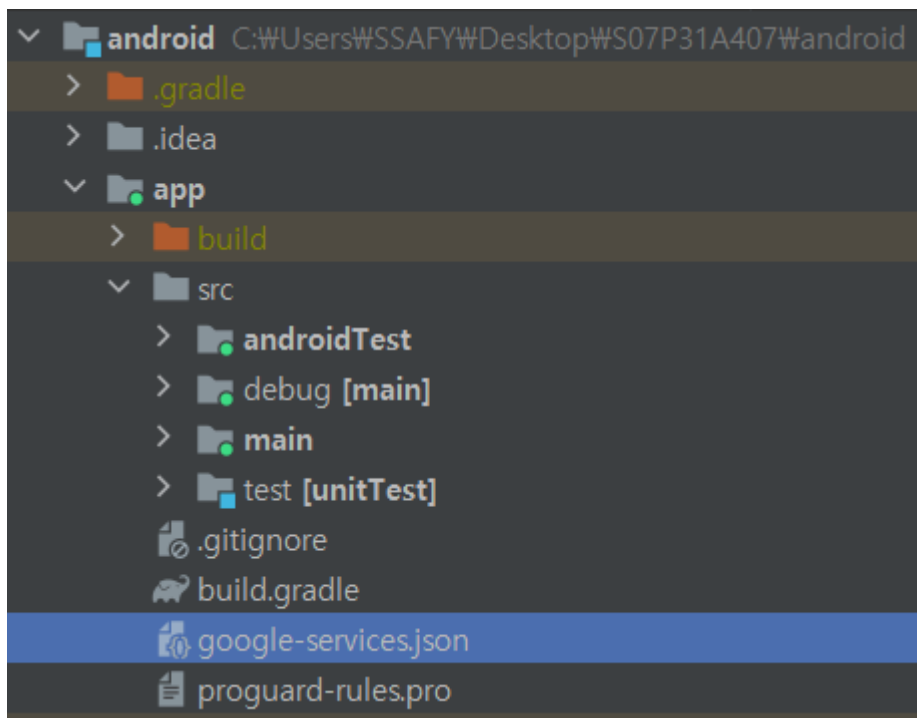 android C:₩Users₩SSAFY₩Desktop₩S07P31A407₩android
.gradle
.idea
app
build
src
androidTest
debug [main]
main
test [unitTest]
.gitignore
build.gradle
google-services.json
proguard-rules.pro